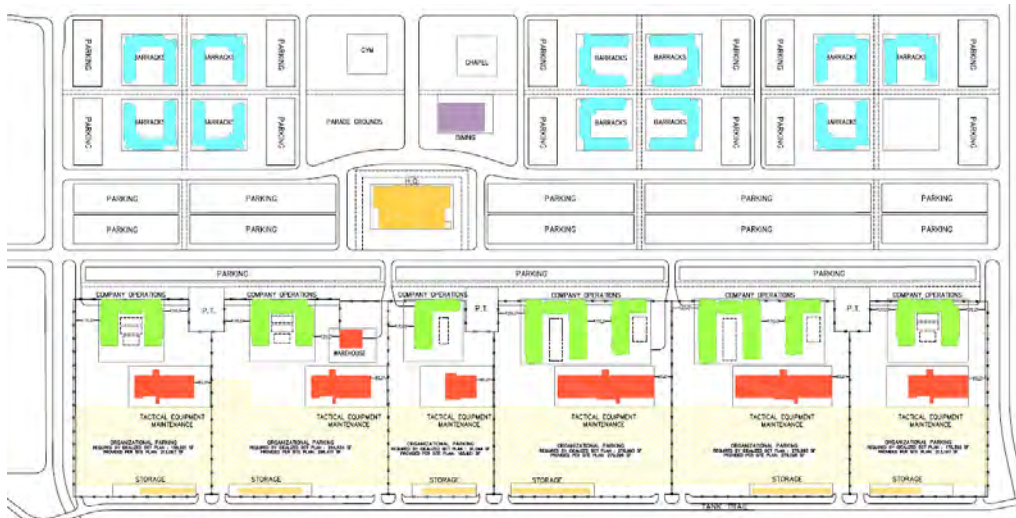 PARKING
BARRACKS
BARRACKS
PARKING
GYM
CHAPEL
PARKING
BARRACKS
BARRACKS
PARKING
PARKING
BARRACKS
BARRACKS
PARKING
PARKING
BARRACKS
BARRACKS
PARKING
PARADE GROUNDS
DINING
PARKING
BARRACKS
BARRACKS
PARKING
PARKING
BARRACKS
PARKING
H.Q.
PARKING
PARKING
PARKING
PARKING
PARKING
PARKING
PARKING
PARKING
PARKING
PARKING
PARKING
PARKING
PARKING
COMPANY OPERATIONS
COMPANY OPERATIONS
COMPANY OPERATIONS
COMPANY OPERATIONS
COMPANY OPERATIONS
COMPANY OPERATIONS
P.T.
P.T.
P.T.
WAREHOUSE
TACTICAL EQUIPMENT
MAINTENANCE
TACTICAL EQUIPMENT
MAINTENANCE
TACTICAL EQUIPMENT
MAINTENANCE
TACTICAL EQUIPMENT
MAINTENANCE
TACTICAL EQUIPMENT
MAINTENANCE
TACTICAL EQUIPMENT
MAINTENANCE
ORGANIZATIONAL PARKING
ORGANIZATIONAL PARKING
ORGANIZATIONAL PARKING
ORGANIZATIONAL PARKING
ORGANIZATIONAL PARKING
ORGANIZATIONAL PARKING
STORAGE
STORAGE
STORAGE
STORAGE
STORAGE
STORAGE
TANK TRAIL